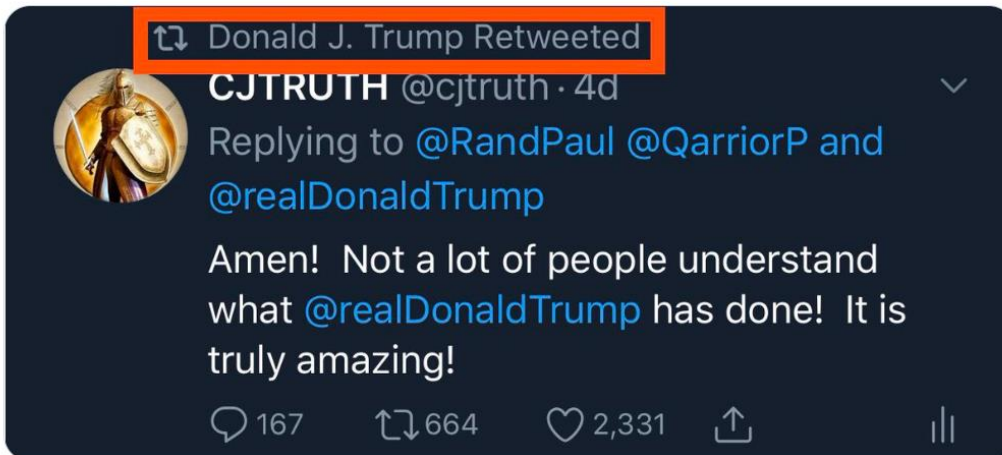 Donald J. Trump Retweeted
CJTRUTH @cjtruth · 4d
Replying to @RandPaul @QarriorP and
@realDonaldTrump
Amen! Not a lot of people understand
what @realDonaldTrump has done! It is
truly amazing!
167 664 2,331